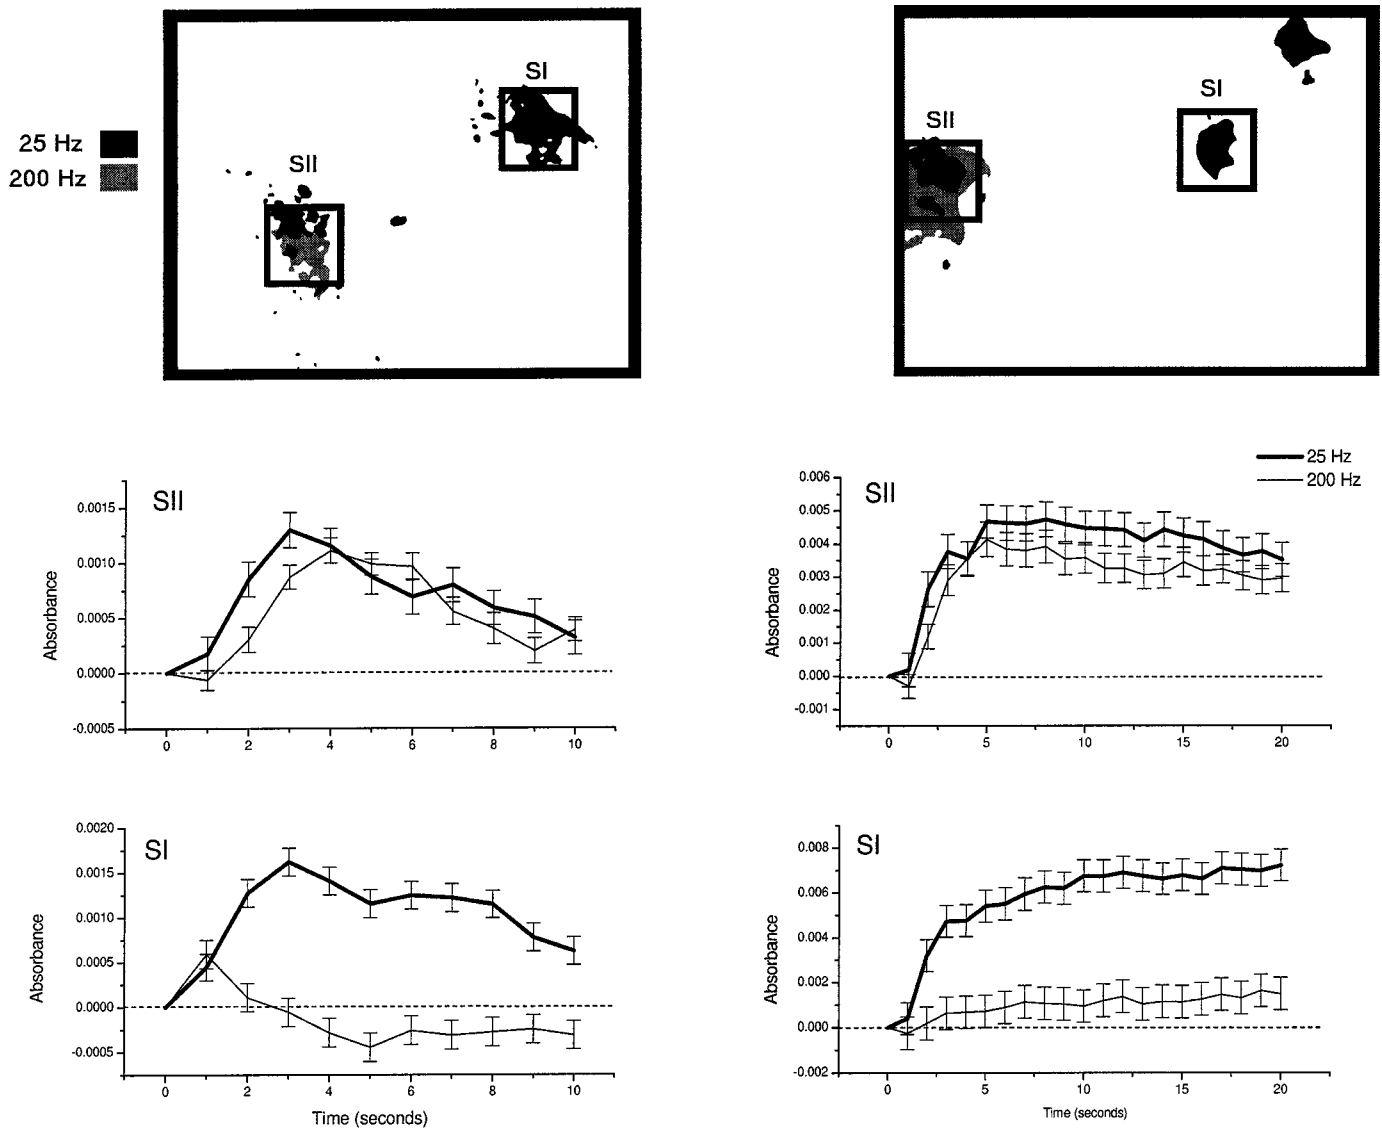 SI
SII
25 Hz
200 Hz
SI
SII
SII
Absorbance
0.0015
0.0010
0.0005
0.0000
-0.0005
0 2 4 6 8 10
25 Hz
200 Hz
SII
Absorbance
0.006
0.005
0.004
0.003
0.002
0.001
0.000
-0.001
0 5 10 15 20
SI
Absorbance
0.0020
0.0015
0.0010
0.0005
0.0000
-0.0005
0 2 4 6 8 10
Time (seconds)
SI
Absorbance
0.008
0.006
0.004
0.002
0.000
-0.002
0 5 10 15 20
Time (seconds)